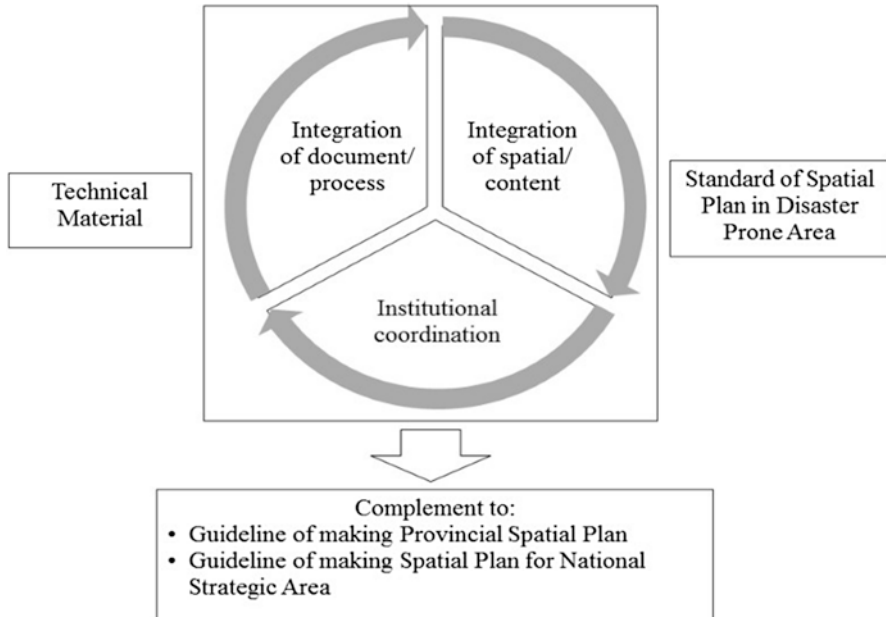 Integration
of document/
process
Integration
of spatial/
content
Technical
Material
Standard of Spatial
Plan in Disaster
Prone Area
Institutional
coordination
Complement to:
• Guideline of making Provincial Spatial Plan
• Guideline of making Spatial Plan for National
Strategic Area